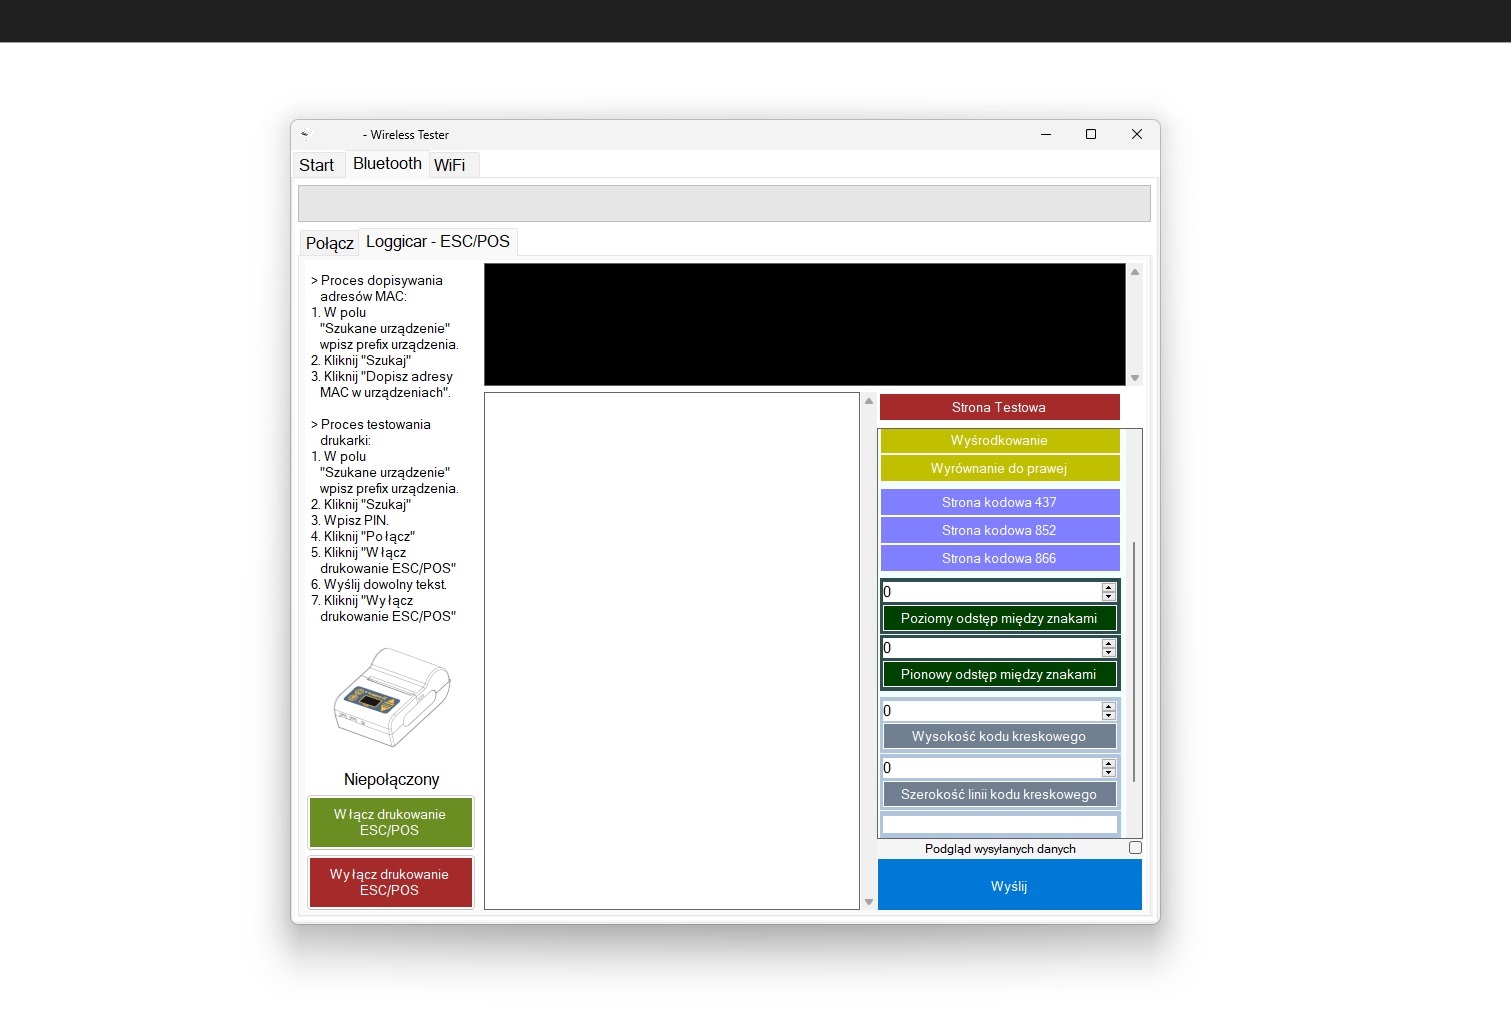 - Wireless Tester
Start
Bluetooth
WiFi
Połącz
Loggicar - ESC/POS
> Proces dopisywania
adresów MAC:
1. W polu
"Szukane urządzenie"
wpisz prefix urządzenia.
2. Kliknij "Szukaj"
3. Kliknij "Dopisz adresy
MAC w urządzeniach".
> Proces testowania
drukarki:
1. W polu
"Szukane urządzenie"
wpisz prefix urządzenia.
2. Kliknij "Szukaj"
3. Wpisz PIN.
4. Kliknij "Połącz"
5. Kliknij "Włącz
drukowanie ESC/POS"
6. Wyślij dowolny tekst.
7. Kliknij "Wyłącz
drukowanie ESC/POS"
Niepołączony
Włącz drukowanie
ESC/POS
Wyłącz drukowanie
ESC/POS
Strona Testowa
Wyśrodkowanie
Wyrównanie do prawej
Strona kodowa 437
Strona kodowa 852
Strona kodowa 866
0
Poziomy odstęp między znakami
0
Pionowy odstęp między znakami
0
Wysokość kodu kreskowego
0
Szerokość linii kodu kreskowego
Podgląd wysyłanych danych
Wyślij